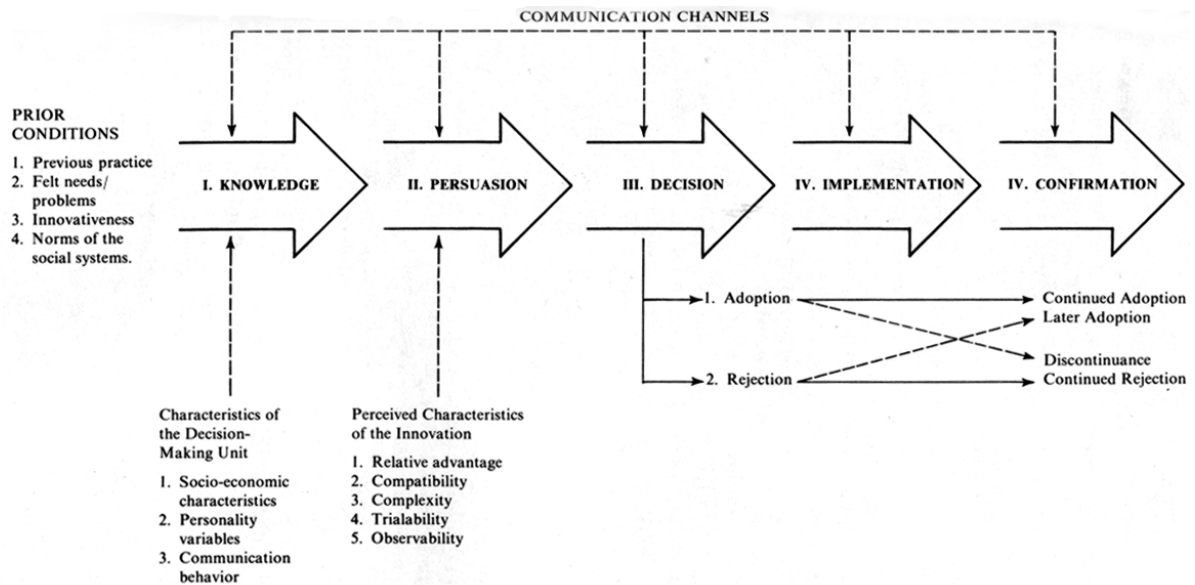 COMMUNICATION CHANNELS
PRIOR
CONDITIONS
1. Previous practice
2. Felt needs/
problems
3. Innovativeness
4. Norms of the
social systems.
I. KNOWLEDGE
II. PERSUASION
III. DECISION
IV. IMPLEMENTATION
IV. CONFIRMATION
1. Adoption
Continued Adoption
Later Adoption
Discontinuance
2. Rejection
Continued Rejection
Characteristics of
the Decision-
Making Unit
1. Socio-economic
characteristics
2. Personality
variables
3. Communication
behavior
Perceived Characteristics
of the Innovation
1. Relative advantage
2. Compatibility
3. Complexity
4. Trialability
5. Observability